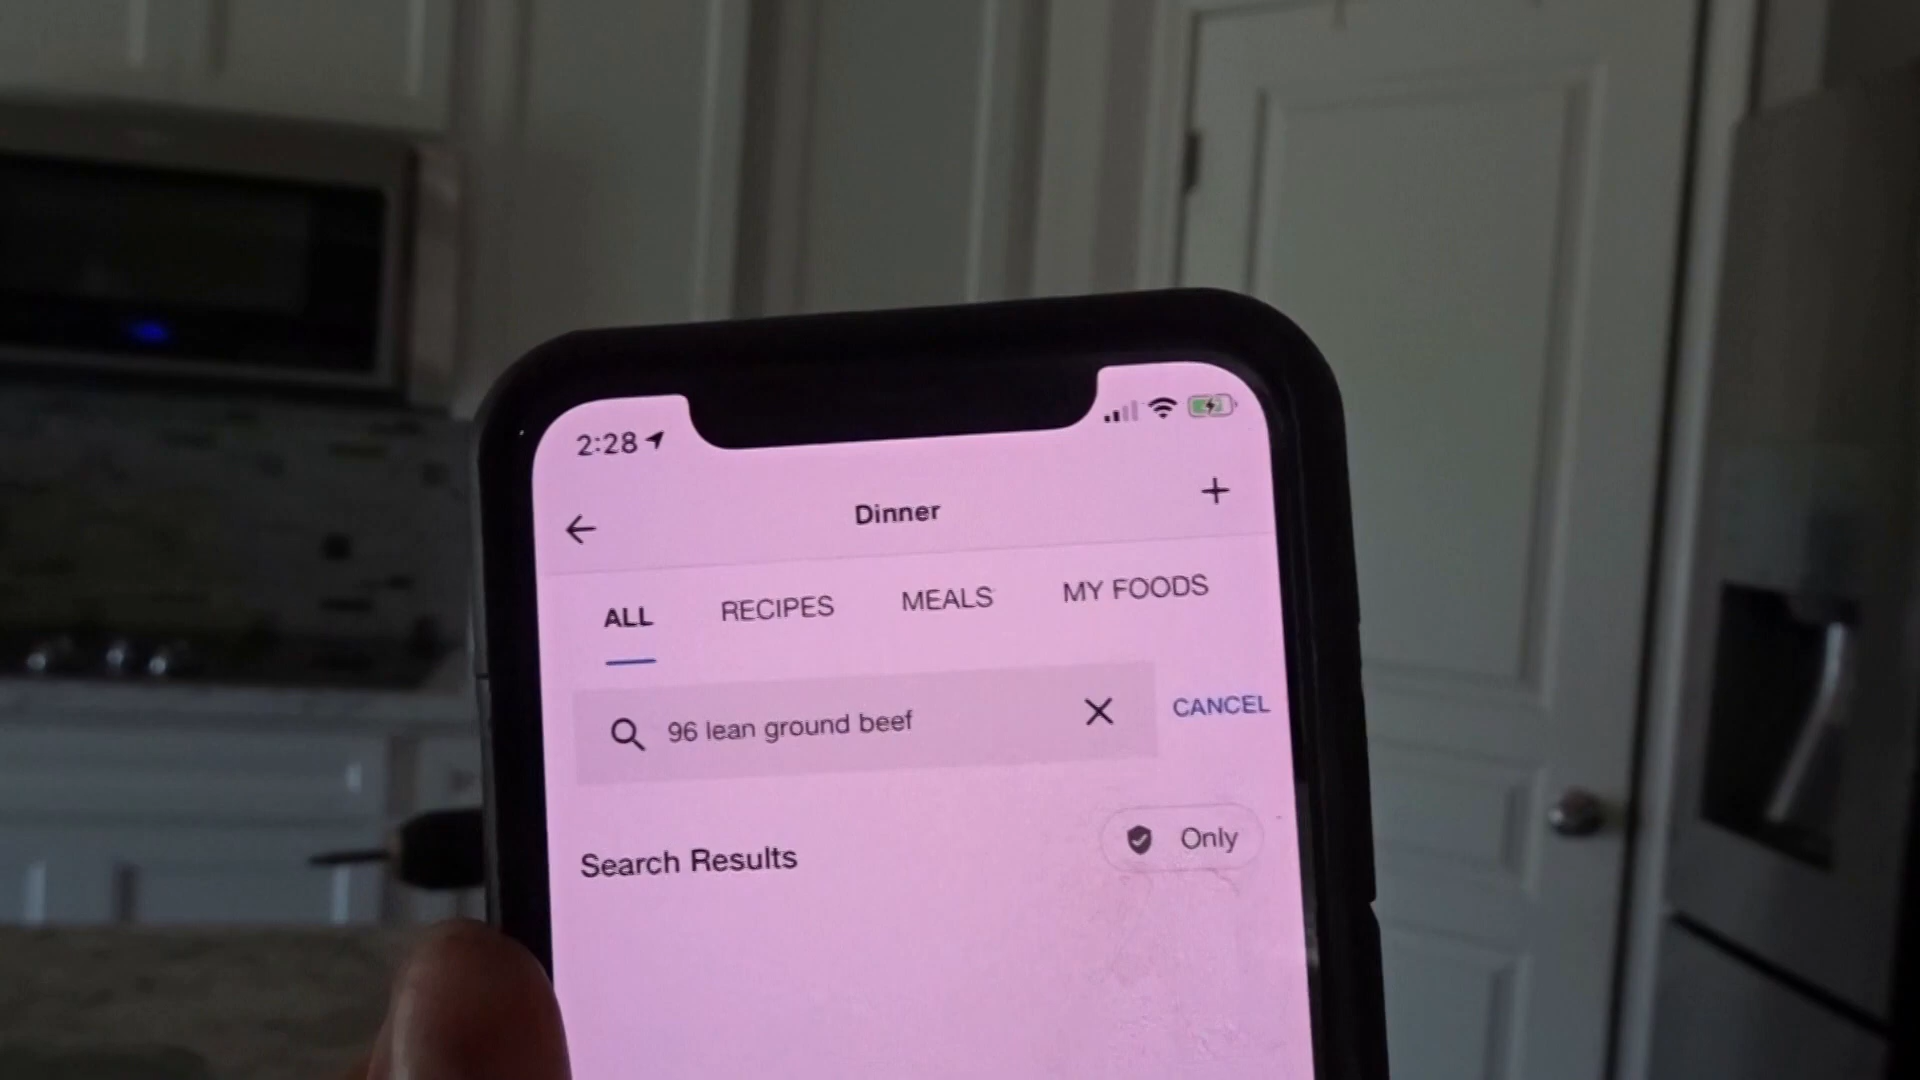 2:28
Dinner
ALL RECIPES MEALS MY FOODS
96 lean ground beef
CANCEL
Search Results
Only